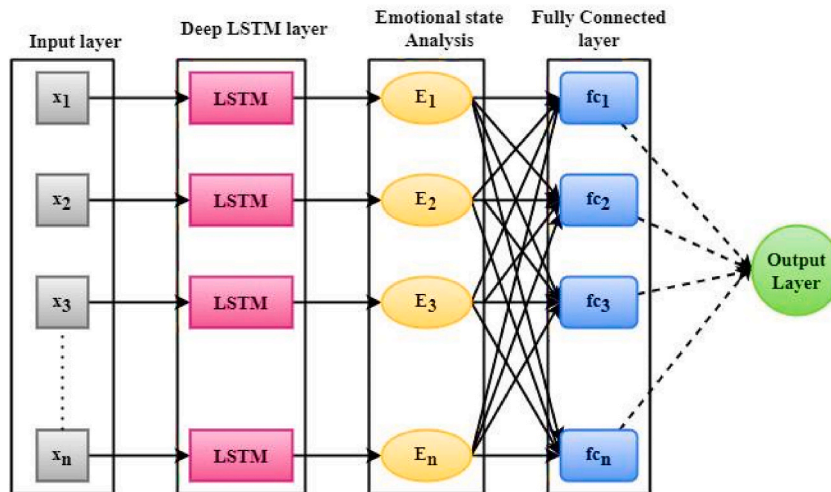 Input layer
Deep LSTM layer
Emotional state
Analysis
Fully Connected
layer
x1
LSTM
E1
fc1
x2
LSTM
E2
fc2
x3
LSTM
E3
fc3
Output
Layer
xn
LSTM
En
fcn